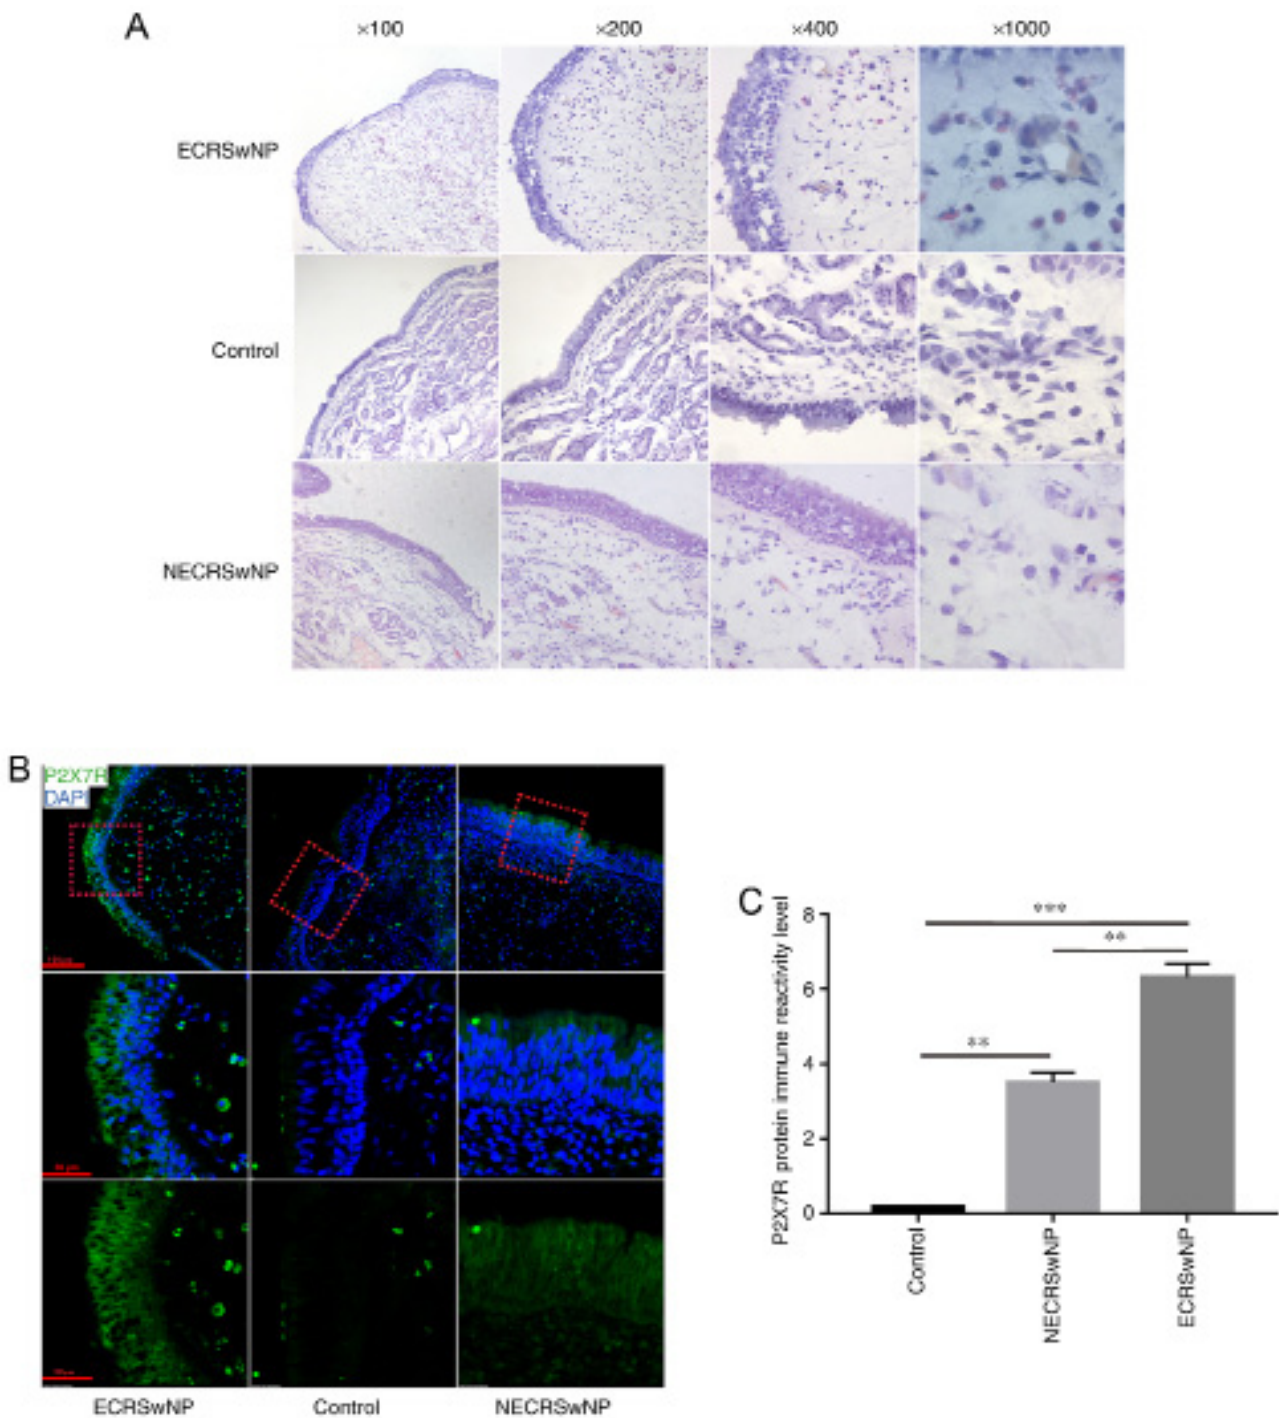 A
×100 ×200 ×400 ×1000
ECRSwNP
Control
NECRSwNP
B
P2X7R
DAPI
ECRSwNP Control NECRSwNP
C
P2X7R protein immune reactivity level
8
6
4
2
0
***
**
**
Control
NECRSwNP
ECRSwNP